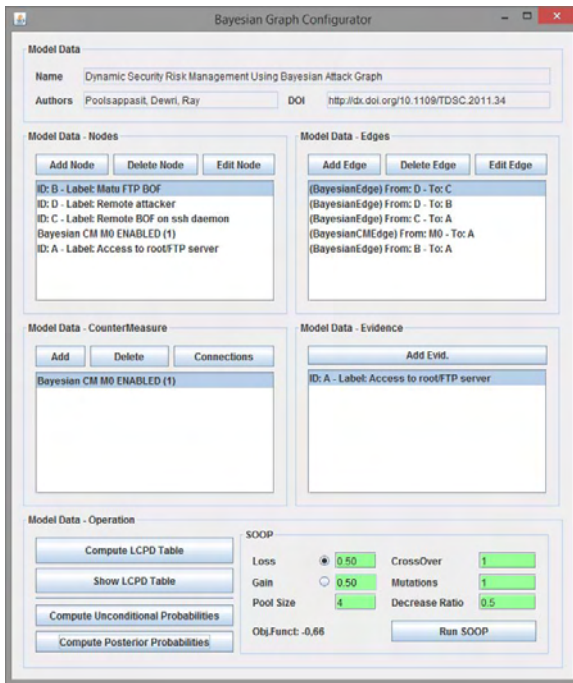 Bayesian Graph Configurator
Model Data
Name Dynamic Security Risk Management Using Bayesian Attack Graph
Authors Poolsappasit, Dewri, Ray DOI http://dx.doi.org/10.1109/TDSC.2011.34
Model Data - Nodes
Add Node Delete Node Edit Node
ID: B - Label: Matu FTP BOF
ID: D - Label: Remote attacker
ID: C - Label: Remote BOF on ssh daemon
Bayesian CM M0 ENABLED (1)
ID: A - Label: Access to root/FTP server
Model Data - Edges
Add Edge Delete Edge Edit Edge
(BayesianEdge) From: D - To: C
(BayesianEdge) From: D - To: B
(BayesianEdge) From: C - To: A
(BayesianCMEdge) From: M0 - To: A
(BayesianEdge) From: B - To: A
Model Data - CounterMeasure
Add Delete Connections
Bayesian CM M0 ENABLED (1)
Model Data - Evidence
Add Evid.
ID: A - Label: Access to root/FTP server
Model Data - Operation
Compute LCPD Table
Show LCPD Table
Compute Unconditional Probabilities
Compute Posterior Probabilities
SOOP
Loss 0.50 CrossOver 1
Gain 0.50 Mutations 1
Pool Size 4 Decrease Ratio 0.5
Obj.Funct: -0,66 Run SOOP